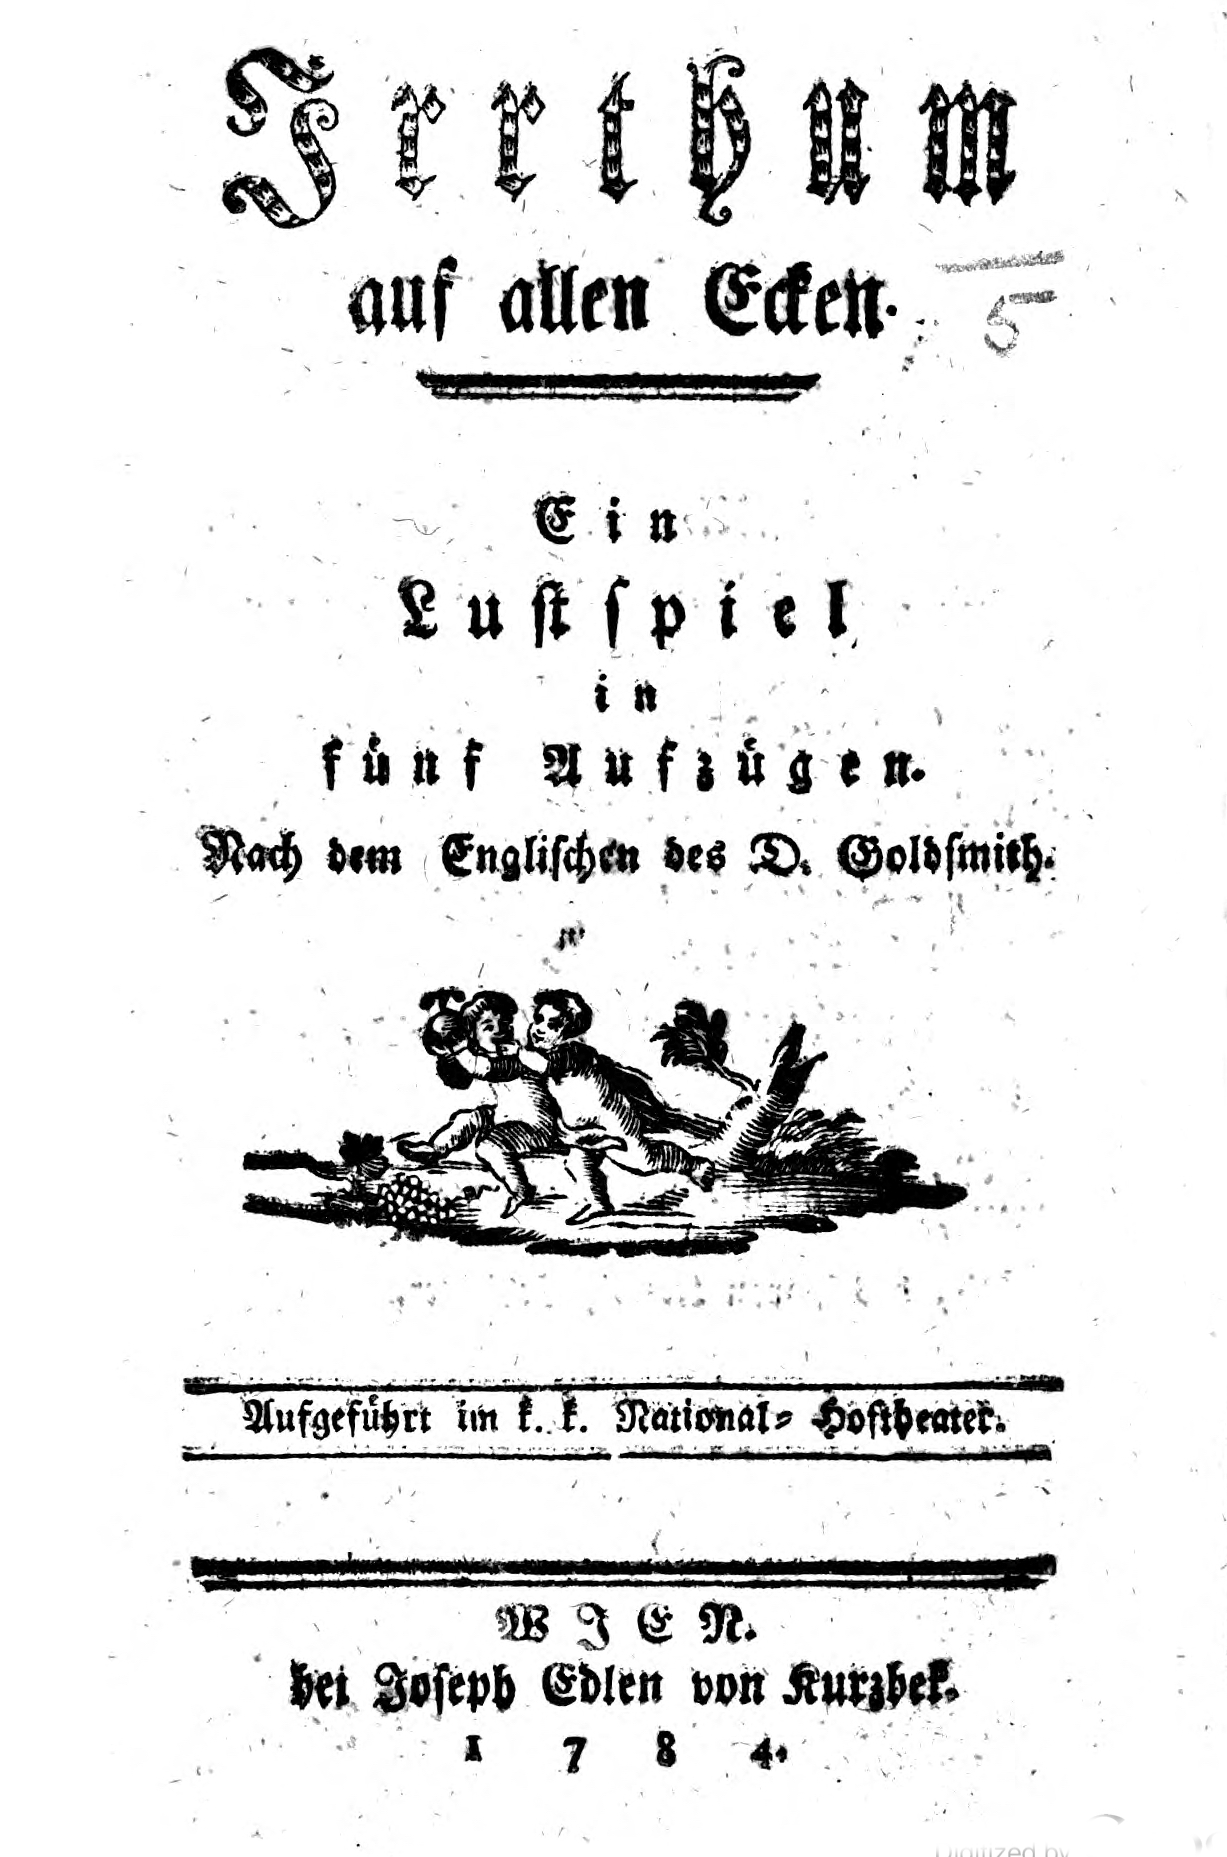 Irrthum
auf allen Ecken.
5
Ein
Lustspiel
in
fünf Aufzügen.
Nach dem Englischen des D. Goldsmith.
Aufgeführt im k. k. National-Hoftheater.
WIEN.
bei Joseph Edlen von Kurzbek.
1784.
Digitized by